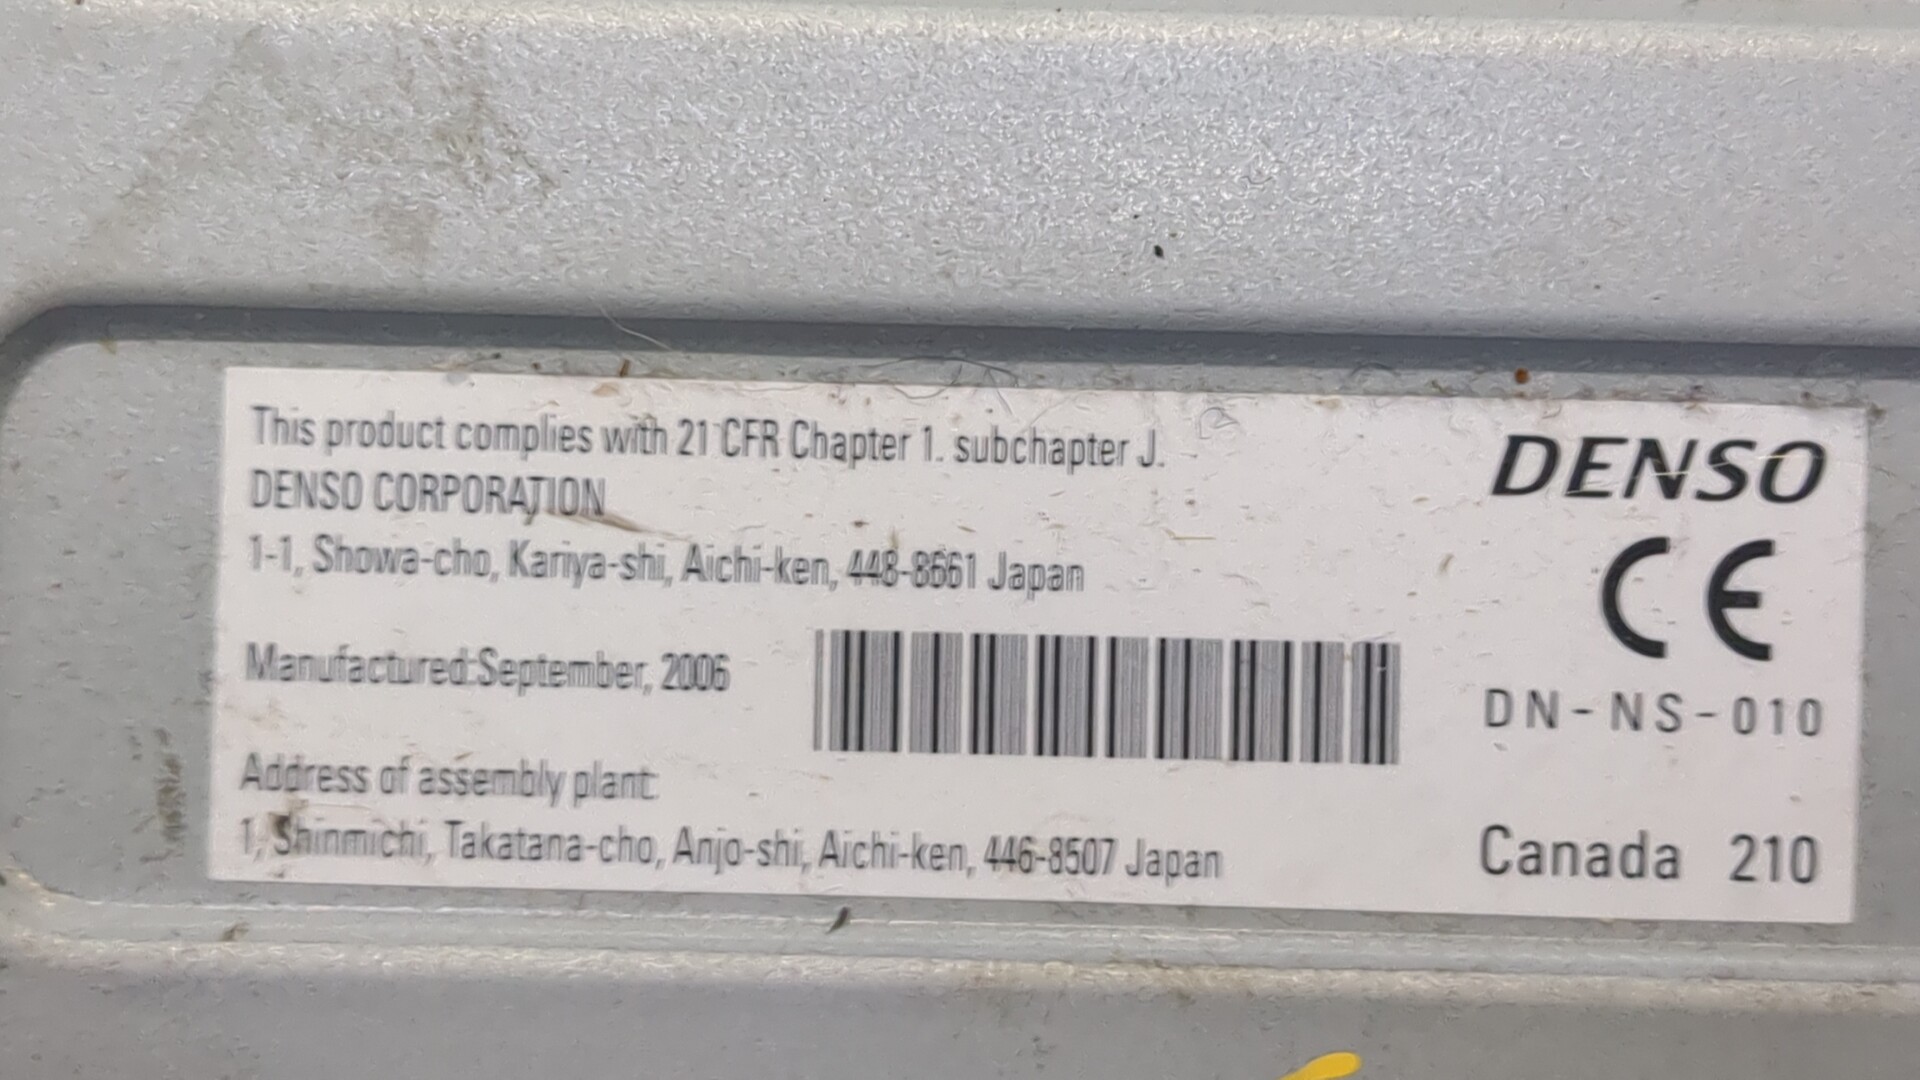 This product complies with 21 CFR Chapter 1. subchapter J.
DENSO CORPORATION
1-1, Showa-cho, Kariya-shi, Aichi-ken, 448-8661 Japan
Manufactured:September, 2006
Address of assembly plant:
1, Shinmichi, Takatana-cho, Anjo-shi, Aichi-ken, 446-8507 Japan
DENSO
CE
DN-NS-010
Canada 210